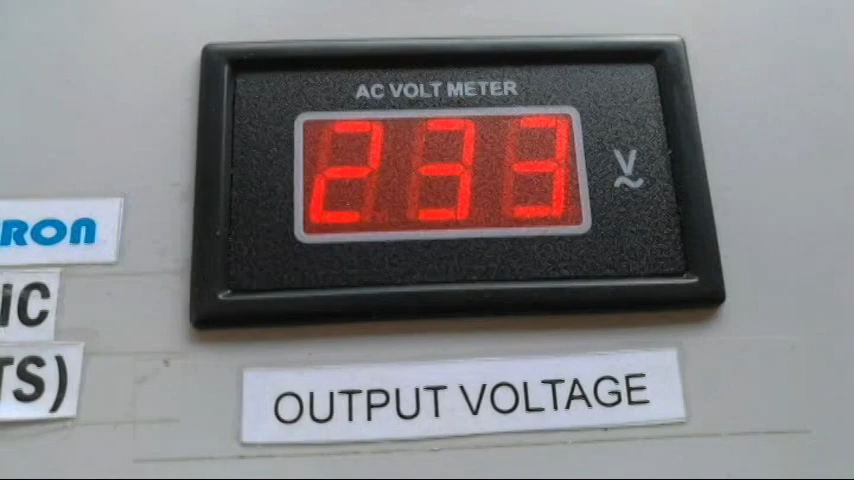 AC VOLT METER
233
V
~
RON
IC
TS)
OUTPUT VOLTAGE